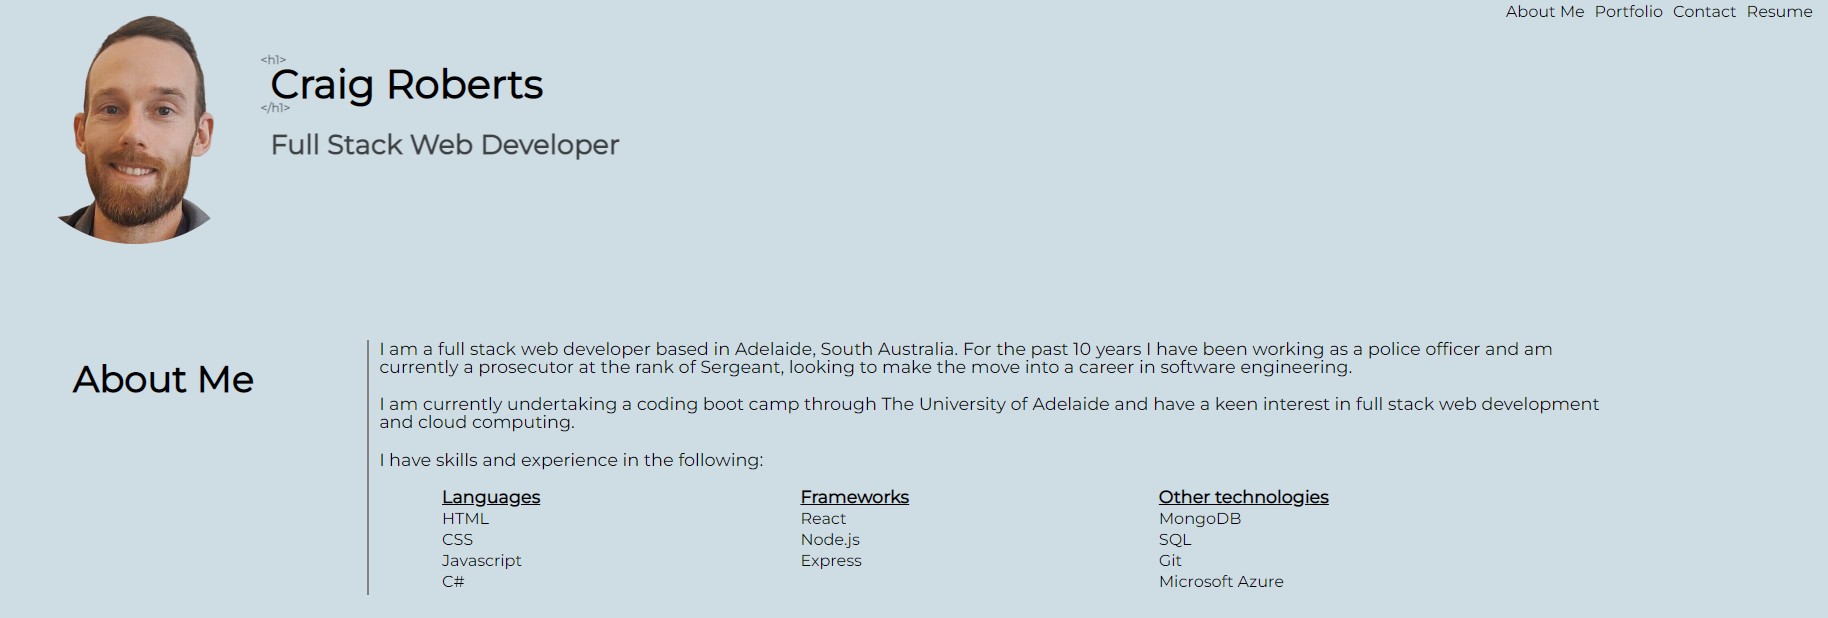 About Me Portfolio Contact Resume
<h1>
Craig Roberts
</h1>
Full Stack Web Developer
About Me
I am a full stack web developer based in Adelaide, South Australia. For the past 10 years I have been working as a police officer and am
currently a prosecutor at the rank of Sergeant, looking to make the move into a career in software engineering.
I am currently undertaking a coding boot camp through The University of Adelaide and have a keen interest in full stack web development
and cloud computing.
I have skills and experience in the following:
Languages
HTML
CSS
Javascript
C#
Frameworks
React
Node.js
Express
Other technologies
MongoDB
SQL
Git
Microsoft Azure